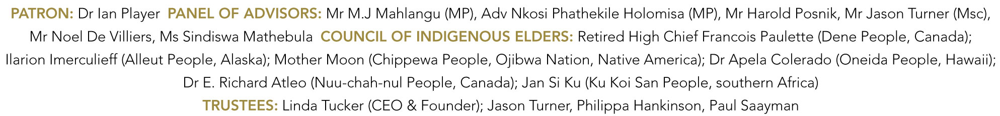 PATRON: Dr Ian Player PANEL OF ADVISORS: Mr M.J Mahlangu (MP), Adv Nkosi Phathekile Holomisa (MP), Mr Harold Posnik, Mr Jason Turner (Msc),
Mr Noel De Villiers, Ms Sindiswa Mathebula COUNCIL OF INDIGENOUS ELDERS: Retired High Chief Francois Paulette (Dene People, Canada);
Ilarion Imerculieff (Alleut People, Alaska); Mother Moon (Chippewa People, Ojibwa Nation, Native America); Dr Apela Colerado (Oneida People, Hawaii);
Dr E. Richard Atleo (Nuu-chah-nul People, Canada); Jan Si Ku (Ku Koi San People, southern Africa)
TRUSTEES: Linda Tucker (CEO & Founder); Jason Turner, Philippa Hankinson, Paul Saayman